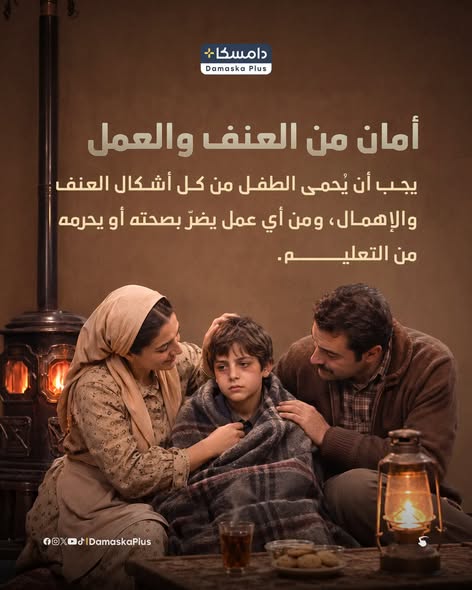 دامسكا+
Damaska Plus
أمان من العنف والعمل
يجب أن يُحمى الطفل من كل أشكال العنف
والإهمال، ومن أي عمل يضرّ بصحته أو يحرمه
من التعليم.
DamaskaPlus